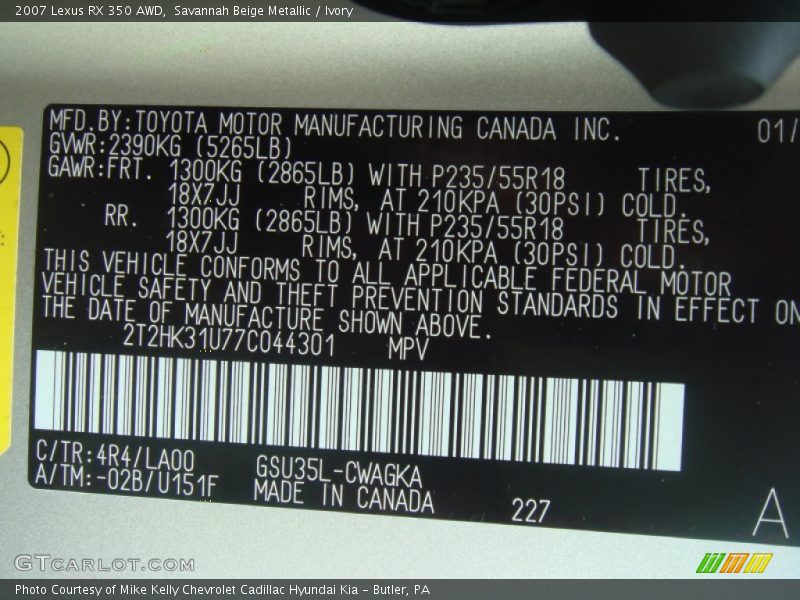 2007 Lexus RX 350 AWD, Savannah Beige Metallic / Ivory
MFD.BY:TOYOTA MOTOR MANUFACTURING CANADA INC. 01/
GVWR:2390KG (5265LB)
GAWR:FRT. 1300KG (2865LB) WITH P235/55R18 TIRES,
18X7JJ RIMS, AT 210KPA (30PSI) COLD.
RR. 1300KG (2865LB) WITH P235/55R18 TIRES,
18X7JJ RIMS, AT 210KPA (30PSI) COLD.
THIS VEHICLE CONFORMS TO ALL APPLICABLE FEDERAL MOTOR
VEHICLE SAFETY AND THEFT PREVENTION STANDARDS IN EFFECT ON
THE DATE OF MANUFACTURE SHOWN ABOVE.
2T2HK31U77C044301 MPV
C/TR:4R4/LA00 GSU35L-CWAGKA
A/TM:-02B/U151F MADE IN CANADA 227 A
GTCARLOT.COM
Photo Courtesy of Mike Kelly Chevrolet Cadillac Hyundai Kia - Butler, PA